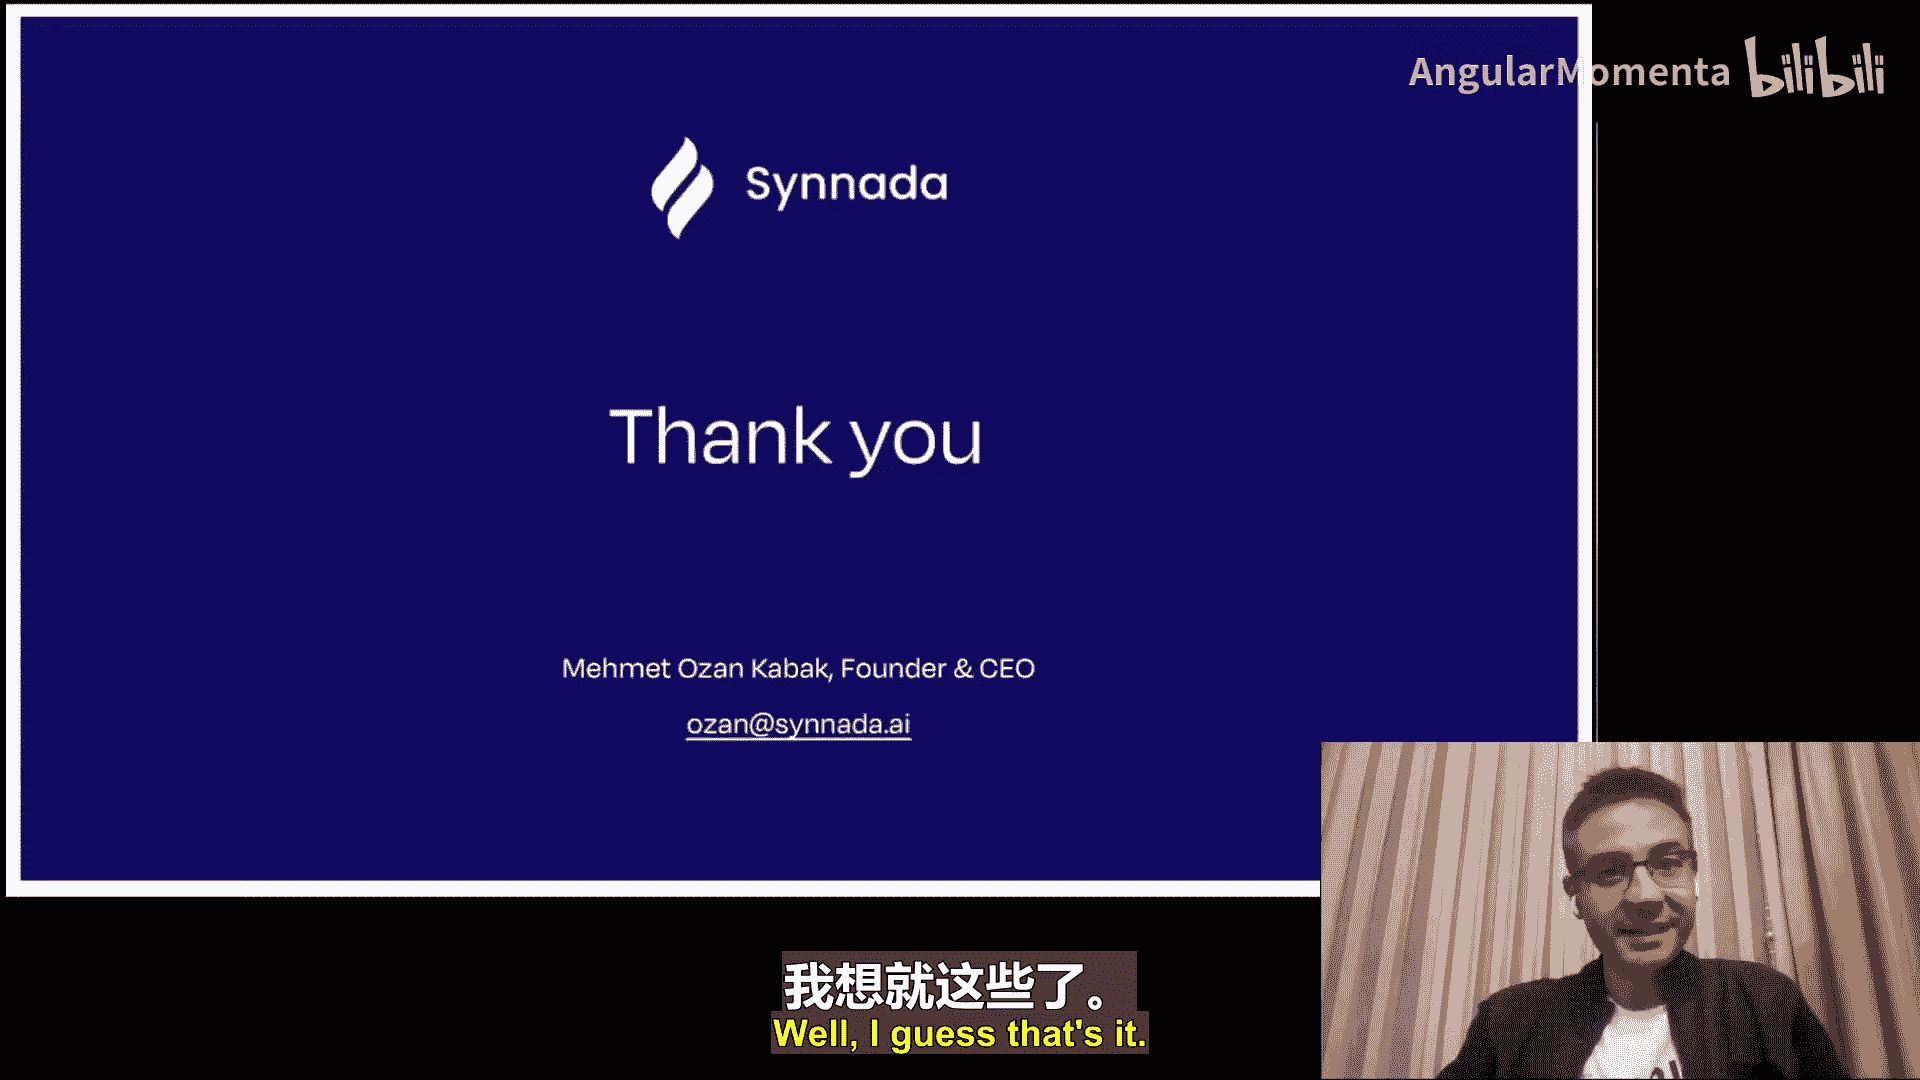 AngularMomenta bilibili
Synnada
Thank you
Mehmet Ozan Kabak, Founder & CEO
ozan@synnada.ai
我想就这些了。
Well, I guess that's it.